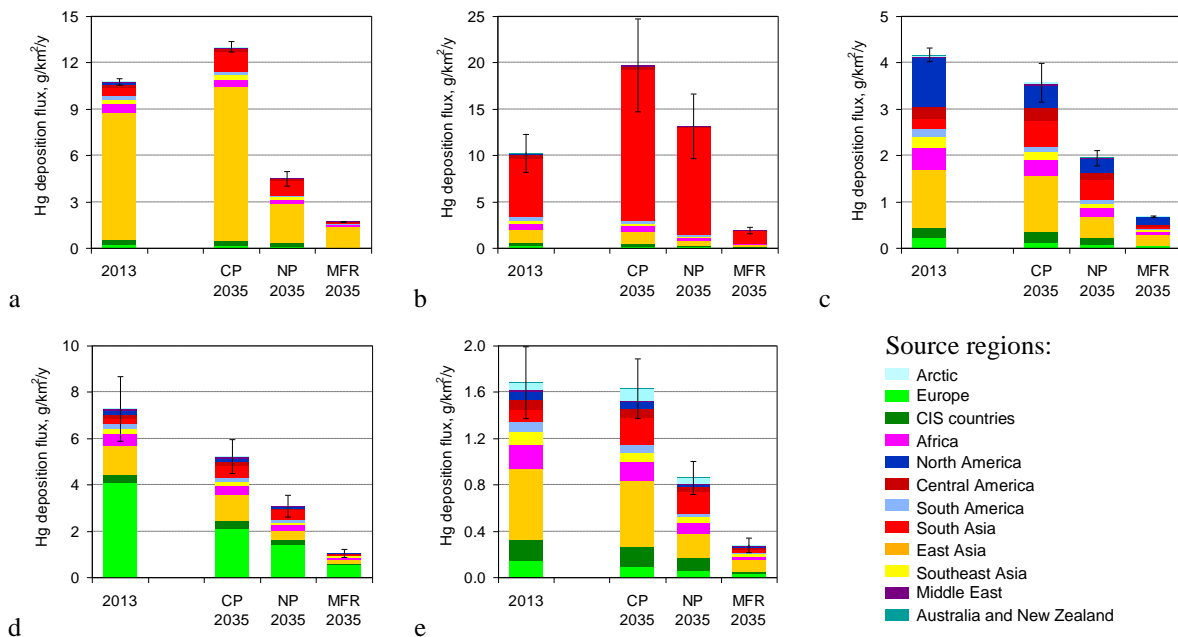 15
12
9
6
3
0
Hg deposition flux, g/km²/y
2013
CP
2035
NP
2035
MFR
2035
a
25
20
15
10
5
0
Hg deposition flux, g/km²/y
2013
CP
2035
NP
2035
MFR
2035
b
5
4
3
2
1
0
Hg deposition flux, g/km²/y
2013
CP
2035
NP
2035
MFR
2035
c
10
8
6
4
2
0
Hg deposition flux, g/km²/y
2013
CP
2035
NP
2035
MFR
2035
d
2.0
1.6
1.2
0.8
0.4
0.0
Hg deposition flux, g/km²/y
2013
CP
2035
NP
2035
MFR
2035
e
Source regions:
Arctic
Europe
CIS countries
Africa
North America
Central America
South America
South Asia
East Asia
Southeast Asia
Middle East
Australia and New Zealand